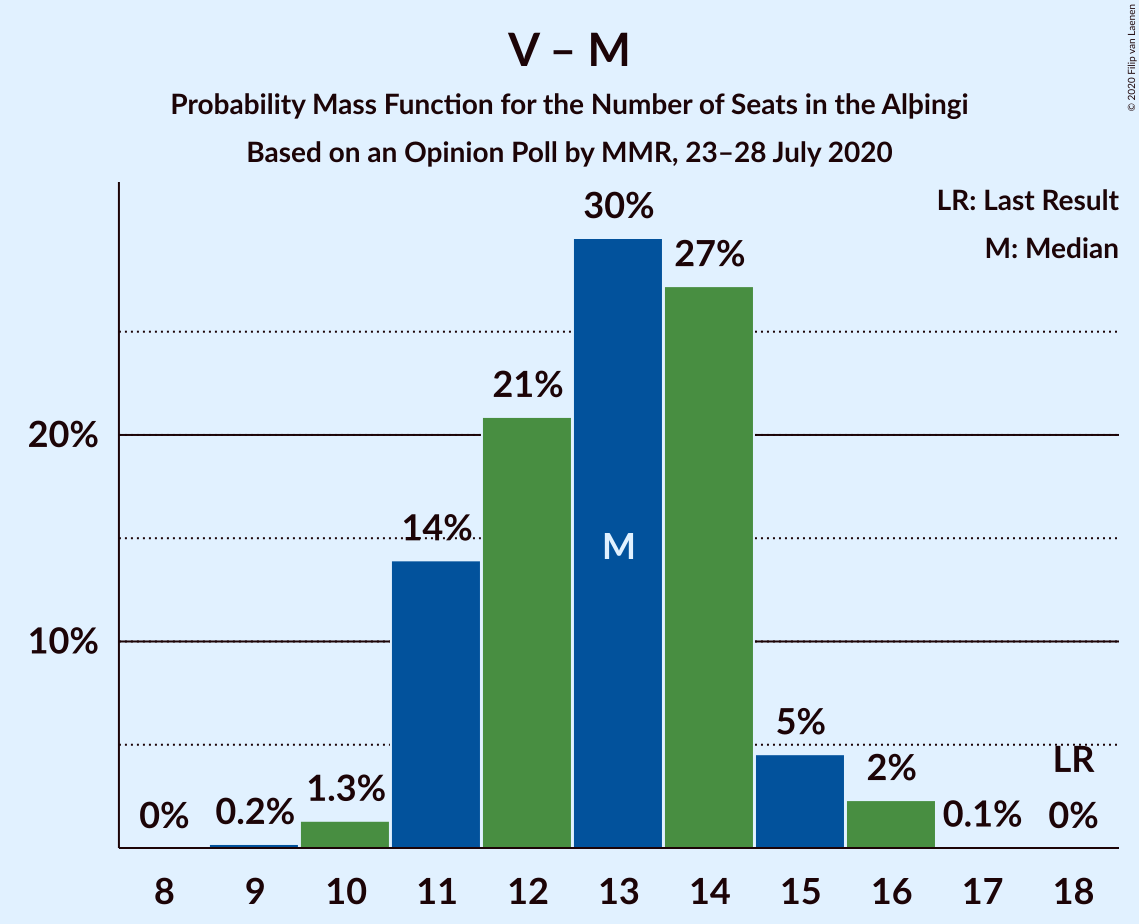 V – M
Probability Mass Function for the Number of Seats in the Alþingi
Based on an Opinion Poll by MMR, 23–28 July 2020
© 2020 Filip van Laenen
LR: Last Result
M: Median
20%
10%
0%
0.2%
1.3%
14%
21%
30%
M
27%
5%
2%
0.1%
LR
0%
8 9 10 11 12 13 14 15 16 17 18